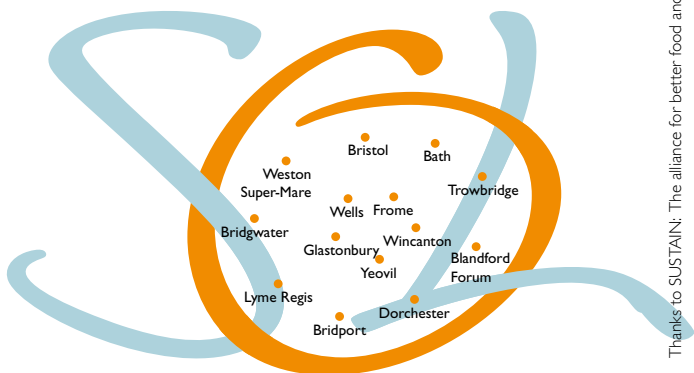 Bristol
Bath
Weston
Super-Mare
Trowbridge
Wells
Frome
Bridgwater
Wincanton
Glastonbury
Blandford
Forum
Yeovil
Lyme Regis
Dorchester
Bridport
Thanks to SUSTAIN: The alliance for better food and